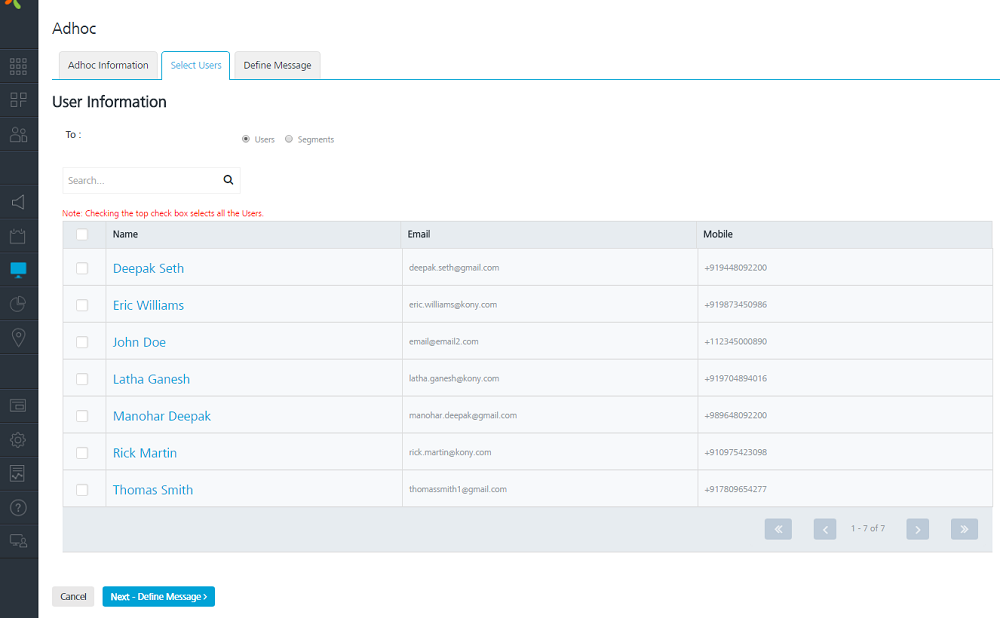 Adhoc
Adhoc Information Select Users Define Message
User Information
To : Users Segments
Search...
Note: Checking the top check box selects all the Users.
Name Email Mobile
Deepak Seth deepak.seth@gmail.com +919448092200
Eric Williams eric.williams@kony.com +919873450986
John Doe email@email2.com +112345000890
Latha Ganesh latha.ganesh@kony.com +919704894016
Manohar Deepak manohar.deepak@gmail.com +989648092200
Rick Martin rick.martin@kony.com +910975423098
Thomas Smith thomassmith1@gmail.com +917809654277
« ‹ 1 - 7 of 7 › »
Cancel Next - Define Message >